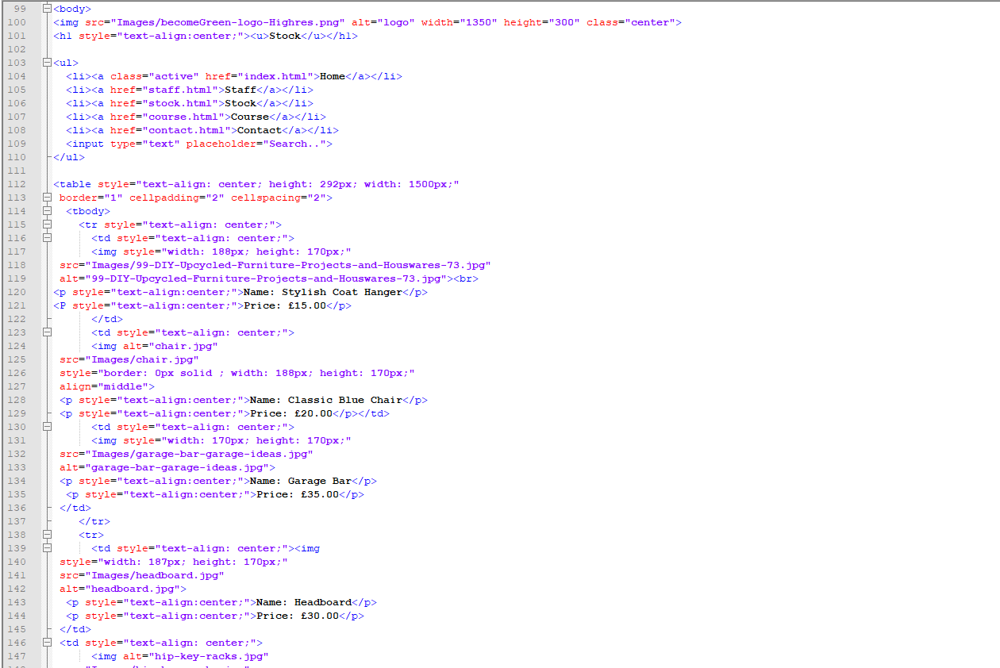 99 <body>
100 <img src="Images/becomeGreen-logo-Highres.png" alt="logo" width="1350" height="300" class="center">
101 <h1 style="text-align:center;"><u>Stock</u></h1>
102
103 <ul>
104 <li><a class="active" href="index.html">Home</a></li>
105 <li><a href="staff.html">Staff</a></li>
106 <li><a href="stock.html">Stock</a></li>
107 <li><a href="course.html">Course</a></li>
108 <li><a href="contact.html">Contact</a></li>
109 <input type="text" placeholder="Search..">
110 </ul>
111
112 <table style="text-align: center; height: 292px; width: 1500px;"
113 border="1" cellpadding="2" cellspacing="2">
114 <tbody>
115 <tr style="text-align: center;">
116 <td style="text-align: center;">
117 <img style="width: 188px; height: 170px;"
118 src="Images/99-DIY-Upcycled-Furniture-Projects-and-Houswares-73.jpg"
119 alt="99-DIY-Upcycled-Furniture-Projects-and-Houswares-73.jpg"><br>
120 <p style="text-align:center;">Name: Stylish Coat Hanger</p>
121 <P style="text-align:center;">Price: £15.00</p>
122 </td>
123 <td style="text-align: center;">
124 <img alt="chair.jpg"
125 src="Images/chair.jpg"
126 style="border: 0px solid ; width: 188px; height: 170px;"
127 align="middle">
128 <p style="text-align:center;">Name: Classic Blue Chair</p>
129 <p style="text-align:center;">Price: £20.00</p></td>
130 <td style="text-align: center;">
131 <img style="width: 170px; height: 170px;"
132 src="Images/garage-bar-garage-ideas.jpg"
133 alt="garage-bar-garage-ideas.jpg">
134 <p style="text-align:center;">Name: Garage Bar</p>
135 <p style="text-align:center;">Price: £35.00</p>
136 </td>
137 </tr>
138 <tr>
139 <td style="text-align: center;"><img
140 style="width: 187px; height: 170px;"
141 src="Images/headboard.jpg"
142 alt="headboard.jpg">
143 <p style="text-align:center;">Name: Headboard</p>
144 <p style="text-align:center;">Price: £30.00</p>
145 </td>
146 <td style="text-align: center;">
147 <img alt="hip-key-racks.jpg"